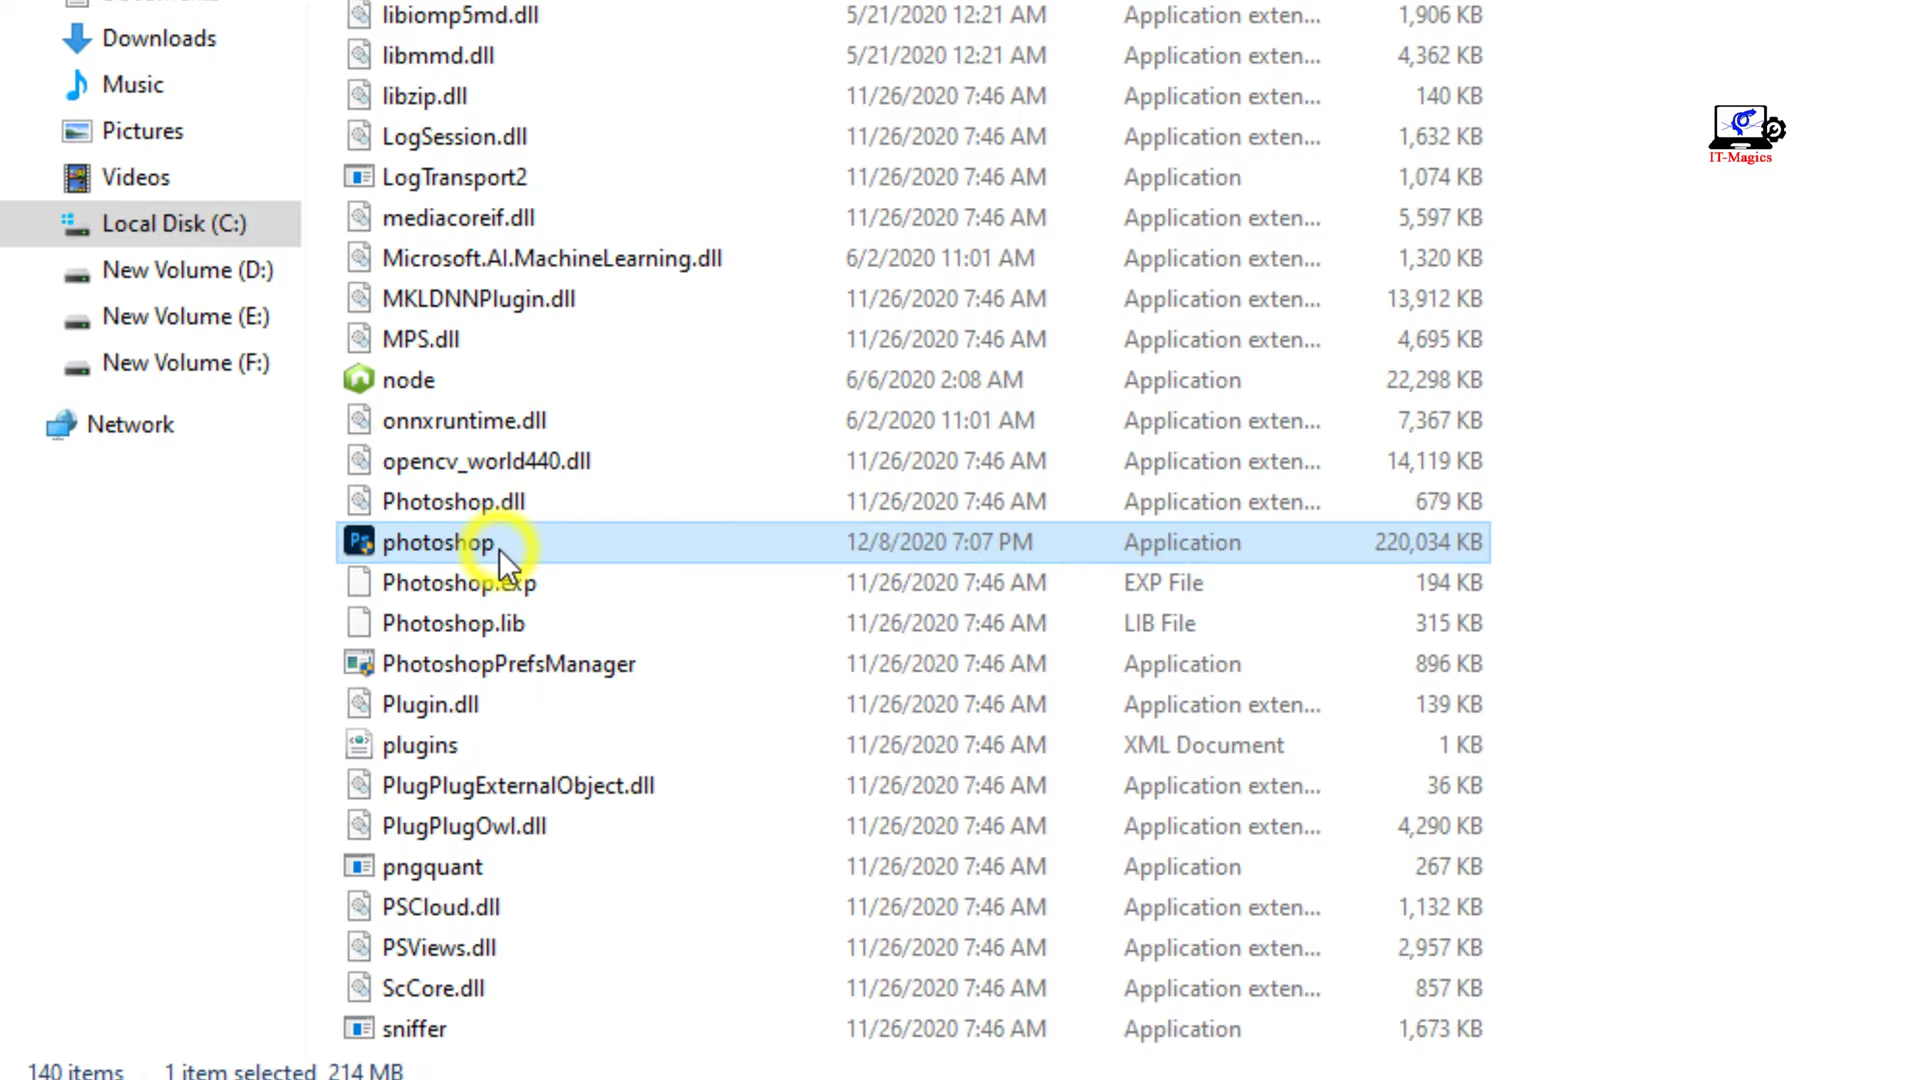 Documents
Downloads
Music
Pictures
Videos
Local Disk (C:)
New Volume (D:)
New Volume (E:)
New Volume (F:)
Network
libiomp5md.dll 5/21/2020 12:21 AM Application exten... 1,906 KB
libmmd.dll 5/21/2020 12:21 AM Application exten... 4,362 KB
libzip.dll 11/26/2020 7:46 AM Application exten... 140 KB
LogSession.dll 11/26/2020 7:46 AM Application exten... 1,632 KB
LogTransport2 11/26/2020 7:46 AM Application 1,074 KB
mediacoreif.dll 11/26/2020 7:46 AM Application exten... 5,597 KB
Microsoft.AI.MachineLearning.dll 6/2/2020 11:01 AM Application exten... 1,320 KB
MKLDNNPlugin.dll 11/26/2020 7:46 AM Application exten... 13,912 KB
MPS.dll 11/26/2020 7:46 AM Application exten... 4,695 KB
node 6/6/2020 2:08 AM Application 22,298 KB
onnxruntime.dll 6/2/2020 11:01 AM Application exten... 7,367 KB
opencv_world440.dll 11/26/2020 7:46 AM Application exten... 14,119 KB
Photoshop.dll 11/26/2020 7:46 AM Application exten... 679 KB
photoshop 12/8/2020 7:07 PM Application 220,034 KB
Photoshop.exp 11/26/2020 7:46 AM EXP File 194 KB
Photoshop.lib 11/26/2020 7:46 AM LIB File 315 KB
PhotoshopPrefsManager 11/26/2020 7:46 AM Application 896 KB
Plugin.dll 11/26/2020 7:46 AM Application exten... 139 KB
plugins 11/26/2020 7:46 AM XML Document 1 KB
PlugPlugExternalObject.dll 11/26/2020 7:46 AM Application exten... 36 KB
PlugPlugOwl.dll 11/26/2020 7:46 AM Application exten... 4,290 KB
pngquant 11/26/2020 7:46 AM Application 267 KB
PSCloud.dll 11/26/2020 7:46 AM Application exten... 1,132 KB
PSViews.dll 11/26/2020 7:46 AM Application exten... 2,957 KB
ScCore.dll 11/26/2020 7:46 AM Application exten... 857 KB
sniffer 11/26/2020 7:46 AM Application 1,673 KB
140 items 1 item selected 214 MB
IT-Magics